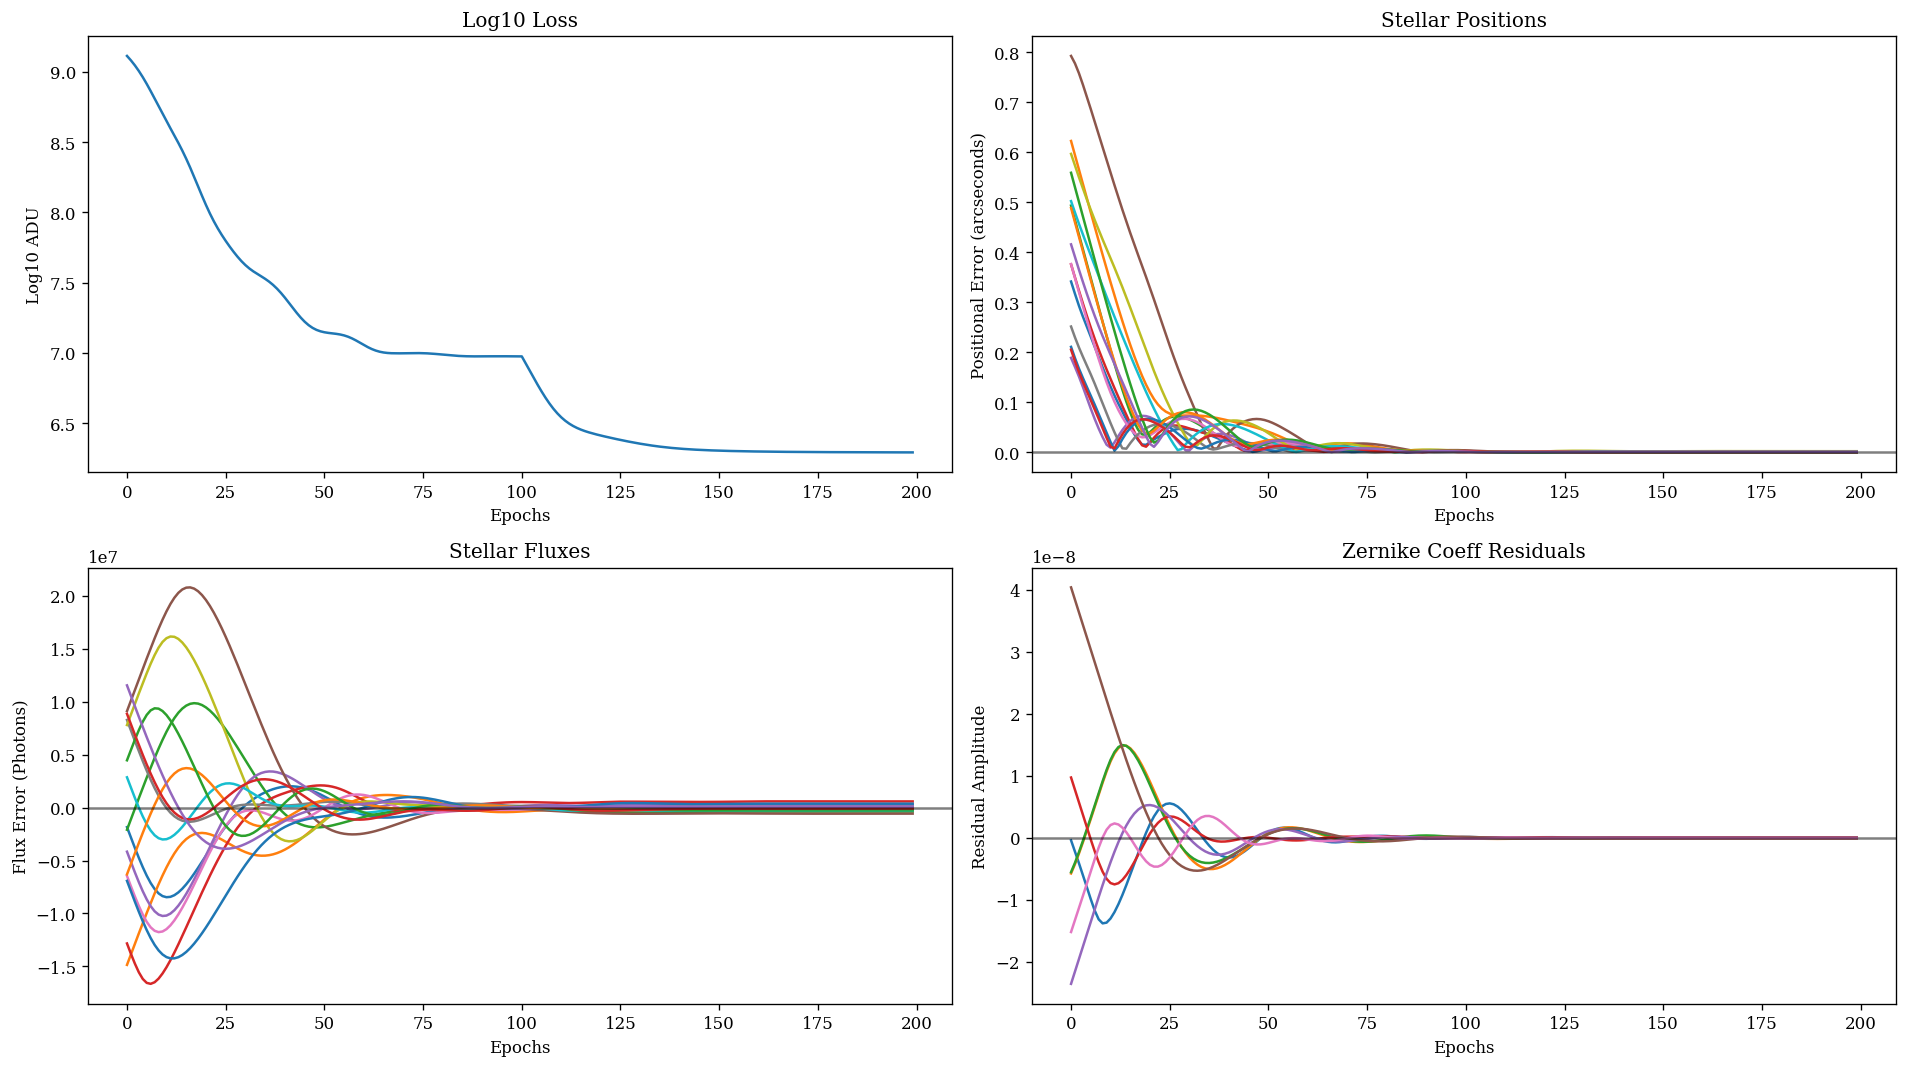 Log10 Loss
Log10 ADU
9.0
8.5
8.0
7.5
7.0
6.5
0 25 50 75 100 125 150 175 200
Epochs
Stellar Positions
Positional Error (arcseconds)
0.8
0.7
0.6
0.5
0.4
0.3
0.2
0.1
0.0
0 25 50 75 100 125 150 175 200
Epochs
Stellar Fluxes
1e7
Flux Error (Photons)
2.0
1.5
1.0
0.5
0.0
−0.5
−1.0
−1.5
0 25 50 75 100 125 150 175 200
Epochs
Zernike Coeff Residuals
1e−8
Residual Amplitude
4
3
2
1
0
−1
−2
0 25 50 75 100 125 150 175 200
Epochs